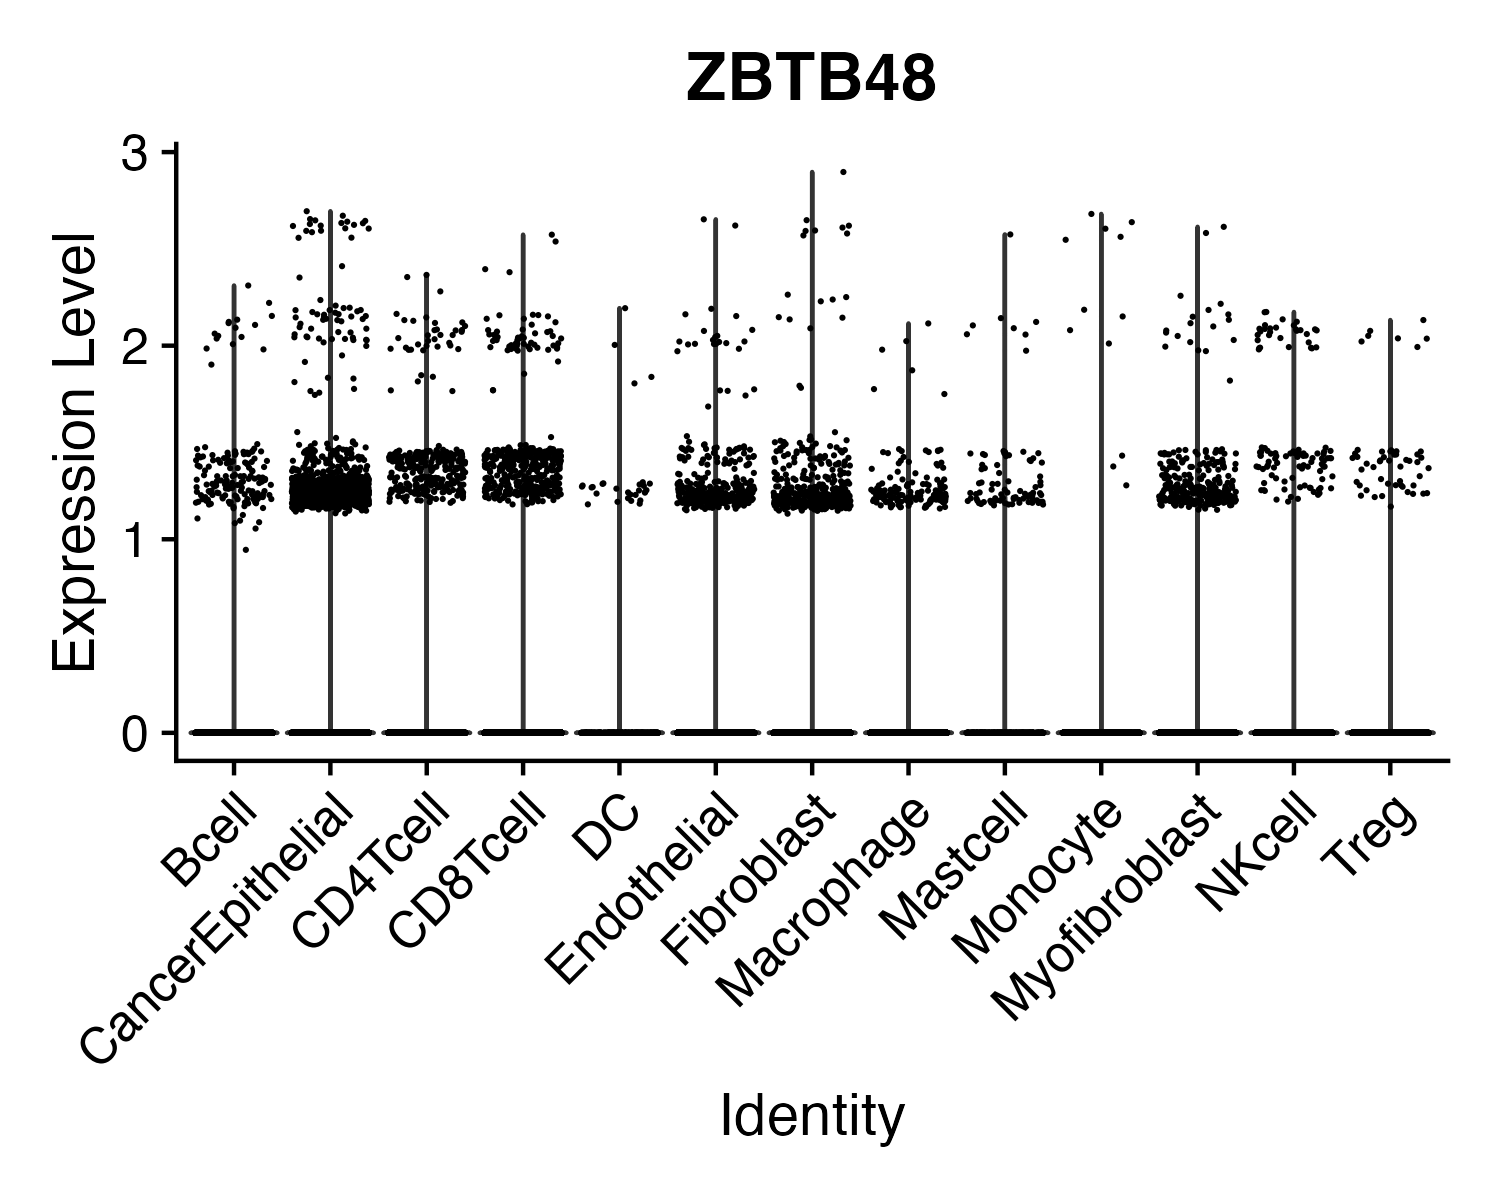 ZBTB48
3
2
1
0
Expression Level
Bcell
CancerEpithelial
CD4Tcell
CD8Tcell
DC
Endothelial
Fibroblast
Macrophage
Mastcell
Monocyte
Myofibroblast
NKcell
Treg
Identity